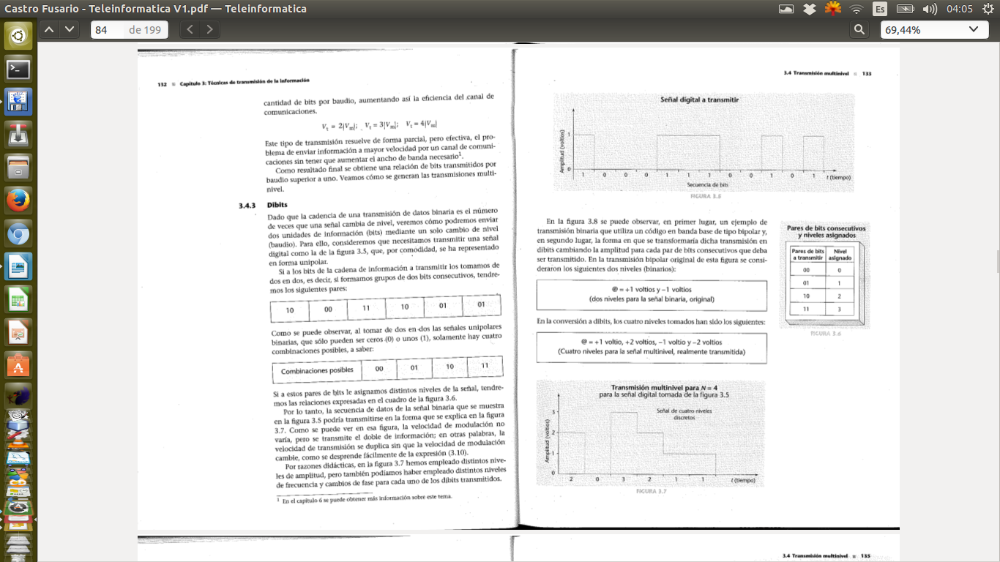 Castro Fusario - Teleinformatica V1.pdf — Teleinformatica
Es
04:05
84 de 199
69,44%
132 Capítulo 3: Técnicas de transmisión de la información
cantidad de bits por baudio, aumentando así la eficiencia del canal de
comunicaciones.
Vt = 2|Vm|; Vt = 3|Vm|; Vt = 4|Vm|
Este tipo de transmisión resuelve de forma parcial, pero efectiva, el pro-
blema de enviar información a mayor velocidad por un canal de comuni-
caciones sin tener que aumentar el ancho de banda necesario1.
Como resultado final se obtiene una relación de bits transmitidos por
baudio superior a uno. Veamos cómo se generan las transmisiones multi-
nivel.
3.4.3 Dibits
Dado que la cadencia de una transmisión de datos binaria es el número
de veces que una señal cambia de nivel, veremos cómo podremos enviar
dos unidades de información (bits) mediante un solo cambio de nivel
(baudio). Para ello, consideremos que necesitamos transmitir una señal
digital como la de la figura 3.5, que, por comodidad, se ha representado
en forma unipolar.
Si a los bits de la cadena de información a transmitir los tomamos de
dos en dos, es decir, si formamos grupos de dos bits consecutivos, tendre-
mos los siguientes pares:
10 00 11 10 01 01
Como se puede observar, al tomar de dos en dos las señales unipolares
binarias, que sólo pueden ser ceros (0) o unos (1), solamente hay cuatro
combinaciones posibles, a saber:
Combinaciones posibles 00 01 10 11
Si a estos pares de bits le asignamos distintos niveles de la señal, tendre-
mos las relaciones expresadas en el cuadro de la figura 3.6.
Por lo tanto, la secuencia de datos de la señal binaria que se muestra
en la figura 3.5 podría transmitirse en la forma que se explica en la figura
3.7. Como se puede ver en esa figura, la velocidad de modulación no
varía, pero se transmite el doble de información; en otras palabras, la
velocidad de transmisión se duplica sin que la velocidad de modulación
cambie, como se desprende fácilmente de la expresión (3.10).
Por razones didácticas, en la figura 3.7 hemos empleado distintos nive-
les de amplitud, pero también podíamos haber empleado distintos niveles
de frecuencia y cambios de fase para cada uno de los dibits transmitidos.
1 En el capítulo 6 se puede obtener más información sobre este tema.
3.4 Transmisión multinivel 133
Señal digital a transmitir
Amplitud (voltios)
1
0
1 0 0 0 1 1 1 0 0 1 0 1 t (tiempo)
Secuencia de bits
FIGURA 3.5
En la figura 3.8 se puede observar, en primer lugar, un ejemplo de
transmisión binaria que utiliza un código en banda base de tipo bipolar y,
en segundo lugar, la forma en que se transformaría dicha transmisión en
dibits cambiando la amplitud para cada par de bits consecutivos que deba
ser transmitido. En la transmisión bipolar original de esta figura se consi-
deraron los siguientes dos niveles (binarios):
@ = +1 voltios y −1 voltios
(dos niveles para la señal binaria, original)
En la conversión a dibits, los cuatro niveles tomados han sido los siguientes:
@ = +1 voltio, +2 voltios, −1 voltio y −2 voltios
(Cuatro niveles para la señal multinivel, realmente transmitida)
Pares de bits consecutivos
y niveles asignados
Pares de bits Nivel
a transmitir asignado
00 0
01 1
10 2
11 3
FIGURA 3.6
Transmisión multinivel para N = 4
para la señal digital tomada de la figura 3.5
Señal de cuatro niveles
discretos
Amplitud (voltios)
3
2
1
0
2 0 3 2 1 1 t (tiempo)
FIGURA 3.7
3.4 Transmisión multinivel 135